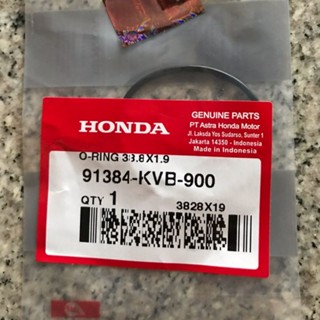 GENUINE PARTS
PT Astra Honda Motor
Jl. Laksda Yos Sudarso, Sunter 1
Jakarta 14350 - Indonesia
Made in Indonesia
HONDA
O-RING 38.8X1.9
91384-KVB-900
QTY 1
3828X19